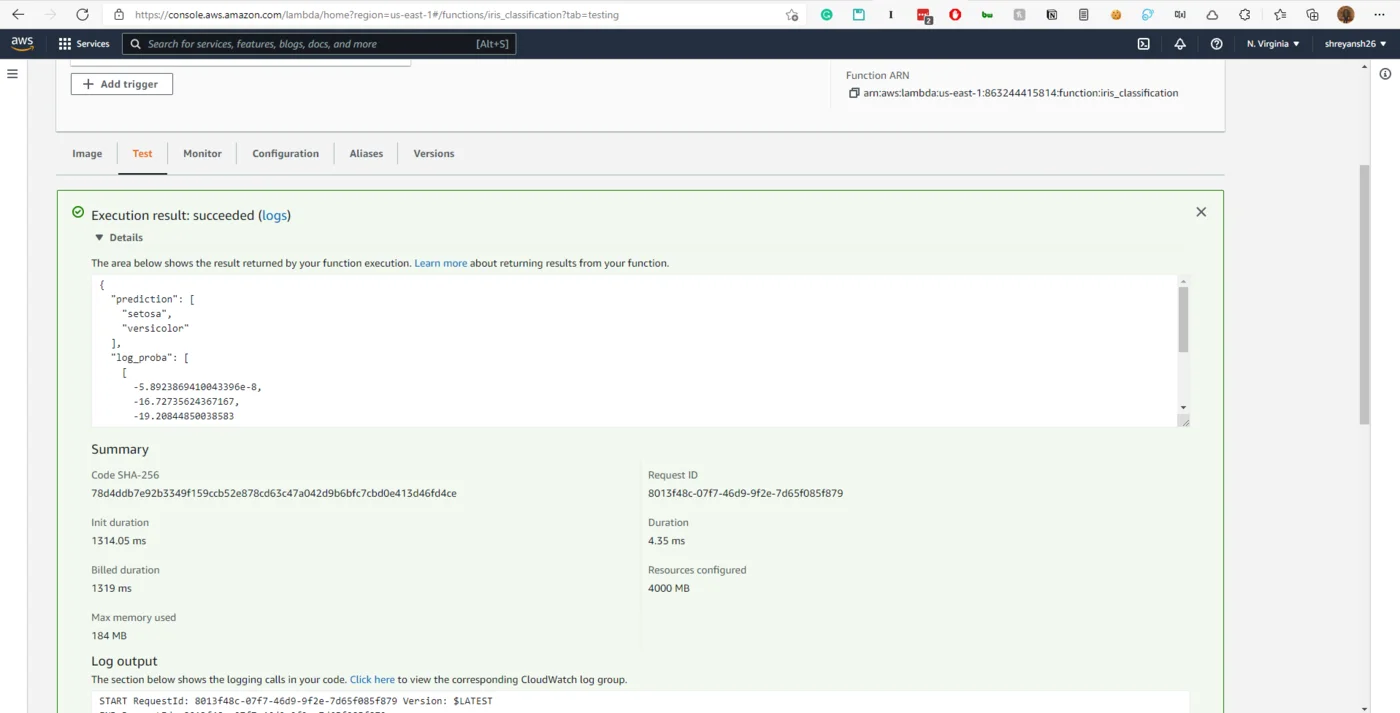 https://console.aws.amazon.com/lambda/home?region=us-east-1#/functions/iris_classification?tab=testing
aws Services Search for services, features, blogs, docs, and more [Alt+S] N. Virginia ▼ shreyansh26 ▼
Function ARN
+ Add trigger
arn:aws:lambda:us-east-1:863244415814:function:iris_classification
Image Test Monitor Configuration Aliases Versions
Execution result: succeeded (logs)
▼ Details
The area below shows the result returned by your function execution. Learn more about returning results from your function.
{
"prediction": [
"setosa",
"versicolor"
],
"log_proba": [
[
-5.8923869410043396e-8,
-16.72735624367167,
-19.20844850038583
Summary
Code SHA-256
78d4ddb7e92b3349f159ccb52e878cd63c47a042d9b6bfc7cbd0e413d46fd4ce
Request ID
8013f48c-07f7-46d9-9f2e-7d65f085f879
Init duration
1314.05 ms
Duration
4.35 ms
Billed duration
1319 ms
Resources configured
4000 MB
Max memory used
184 MB
Log output
The section below shows the logging calls in your code. Click here to view the corresponding CloudWatch log group.
START RequestId: 8013f48c-07f7-46d9-9f2e-7d65f085f879 Version: $LATEST